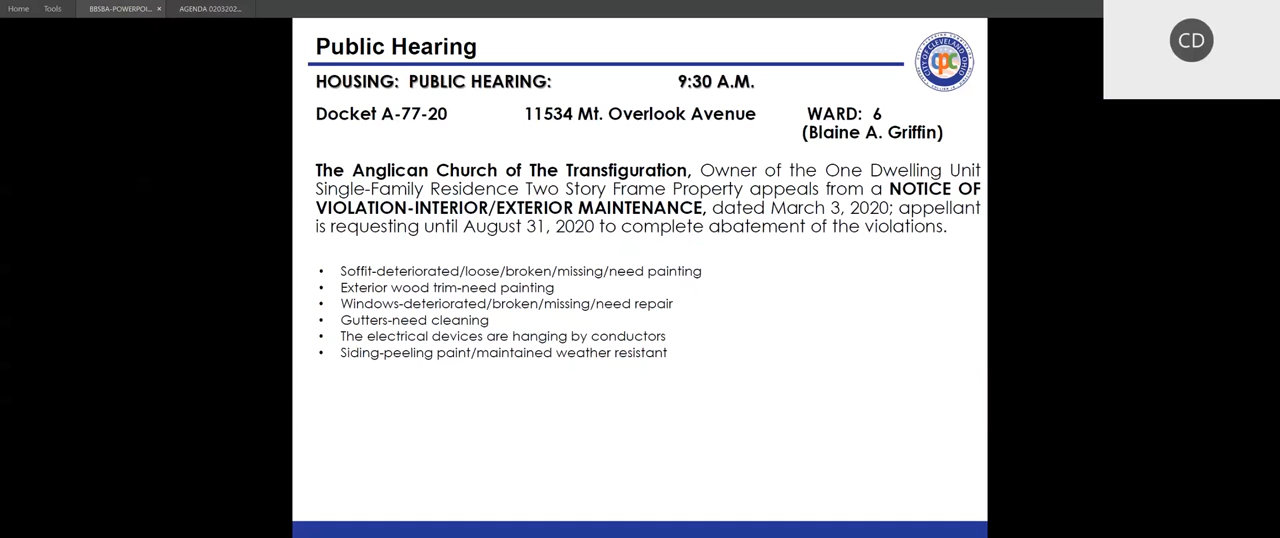 Home Tools BBSBA-POWERPOI... × AGENDA 0203202...
CD
Public Hearing
HOUSING: PUBLIC HEARING: 9:30 A.M.
Docket A-77-20 11534 Mt. Overlook Avenue WARD: 6
(Blaine A. Griffin)
The Anglican Church of The Transfiguration, Owner of the One Dwelling Unit
Single-Family Residence Two Story Frame Property appeals from a NOTICE OF
VIOLATION-INTERIOR/EXTERIOR MAINTENANCE, dated March 3, 2020; appellant
is requesting until August 31, 2020 to complete abatement of the violations.
• Soffit-deteriorated/loose/broken/missing/need painting
• Exterior wood trim-need painting
• Windows-deteriorated/broken/missing/need repair
• Gutters-need cleaning
• The electrical devices are hanging by conductors
• Siding-peeling paint/maintained weather resistant